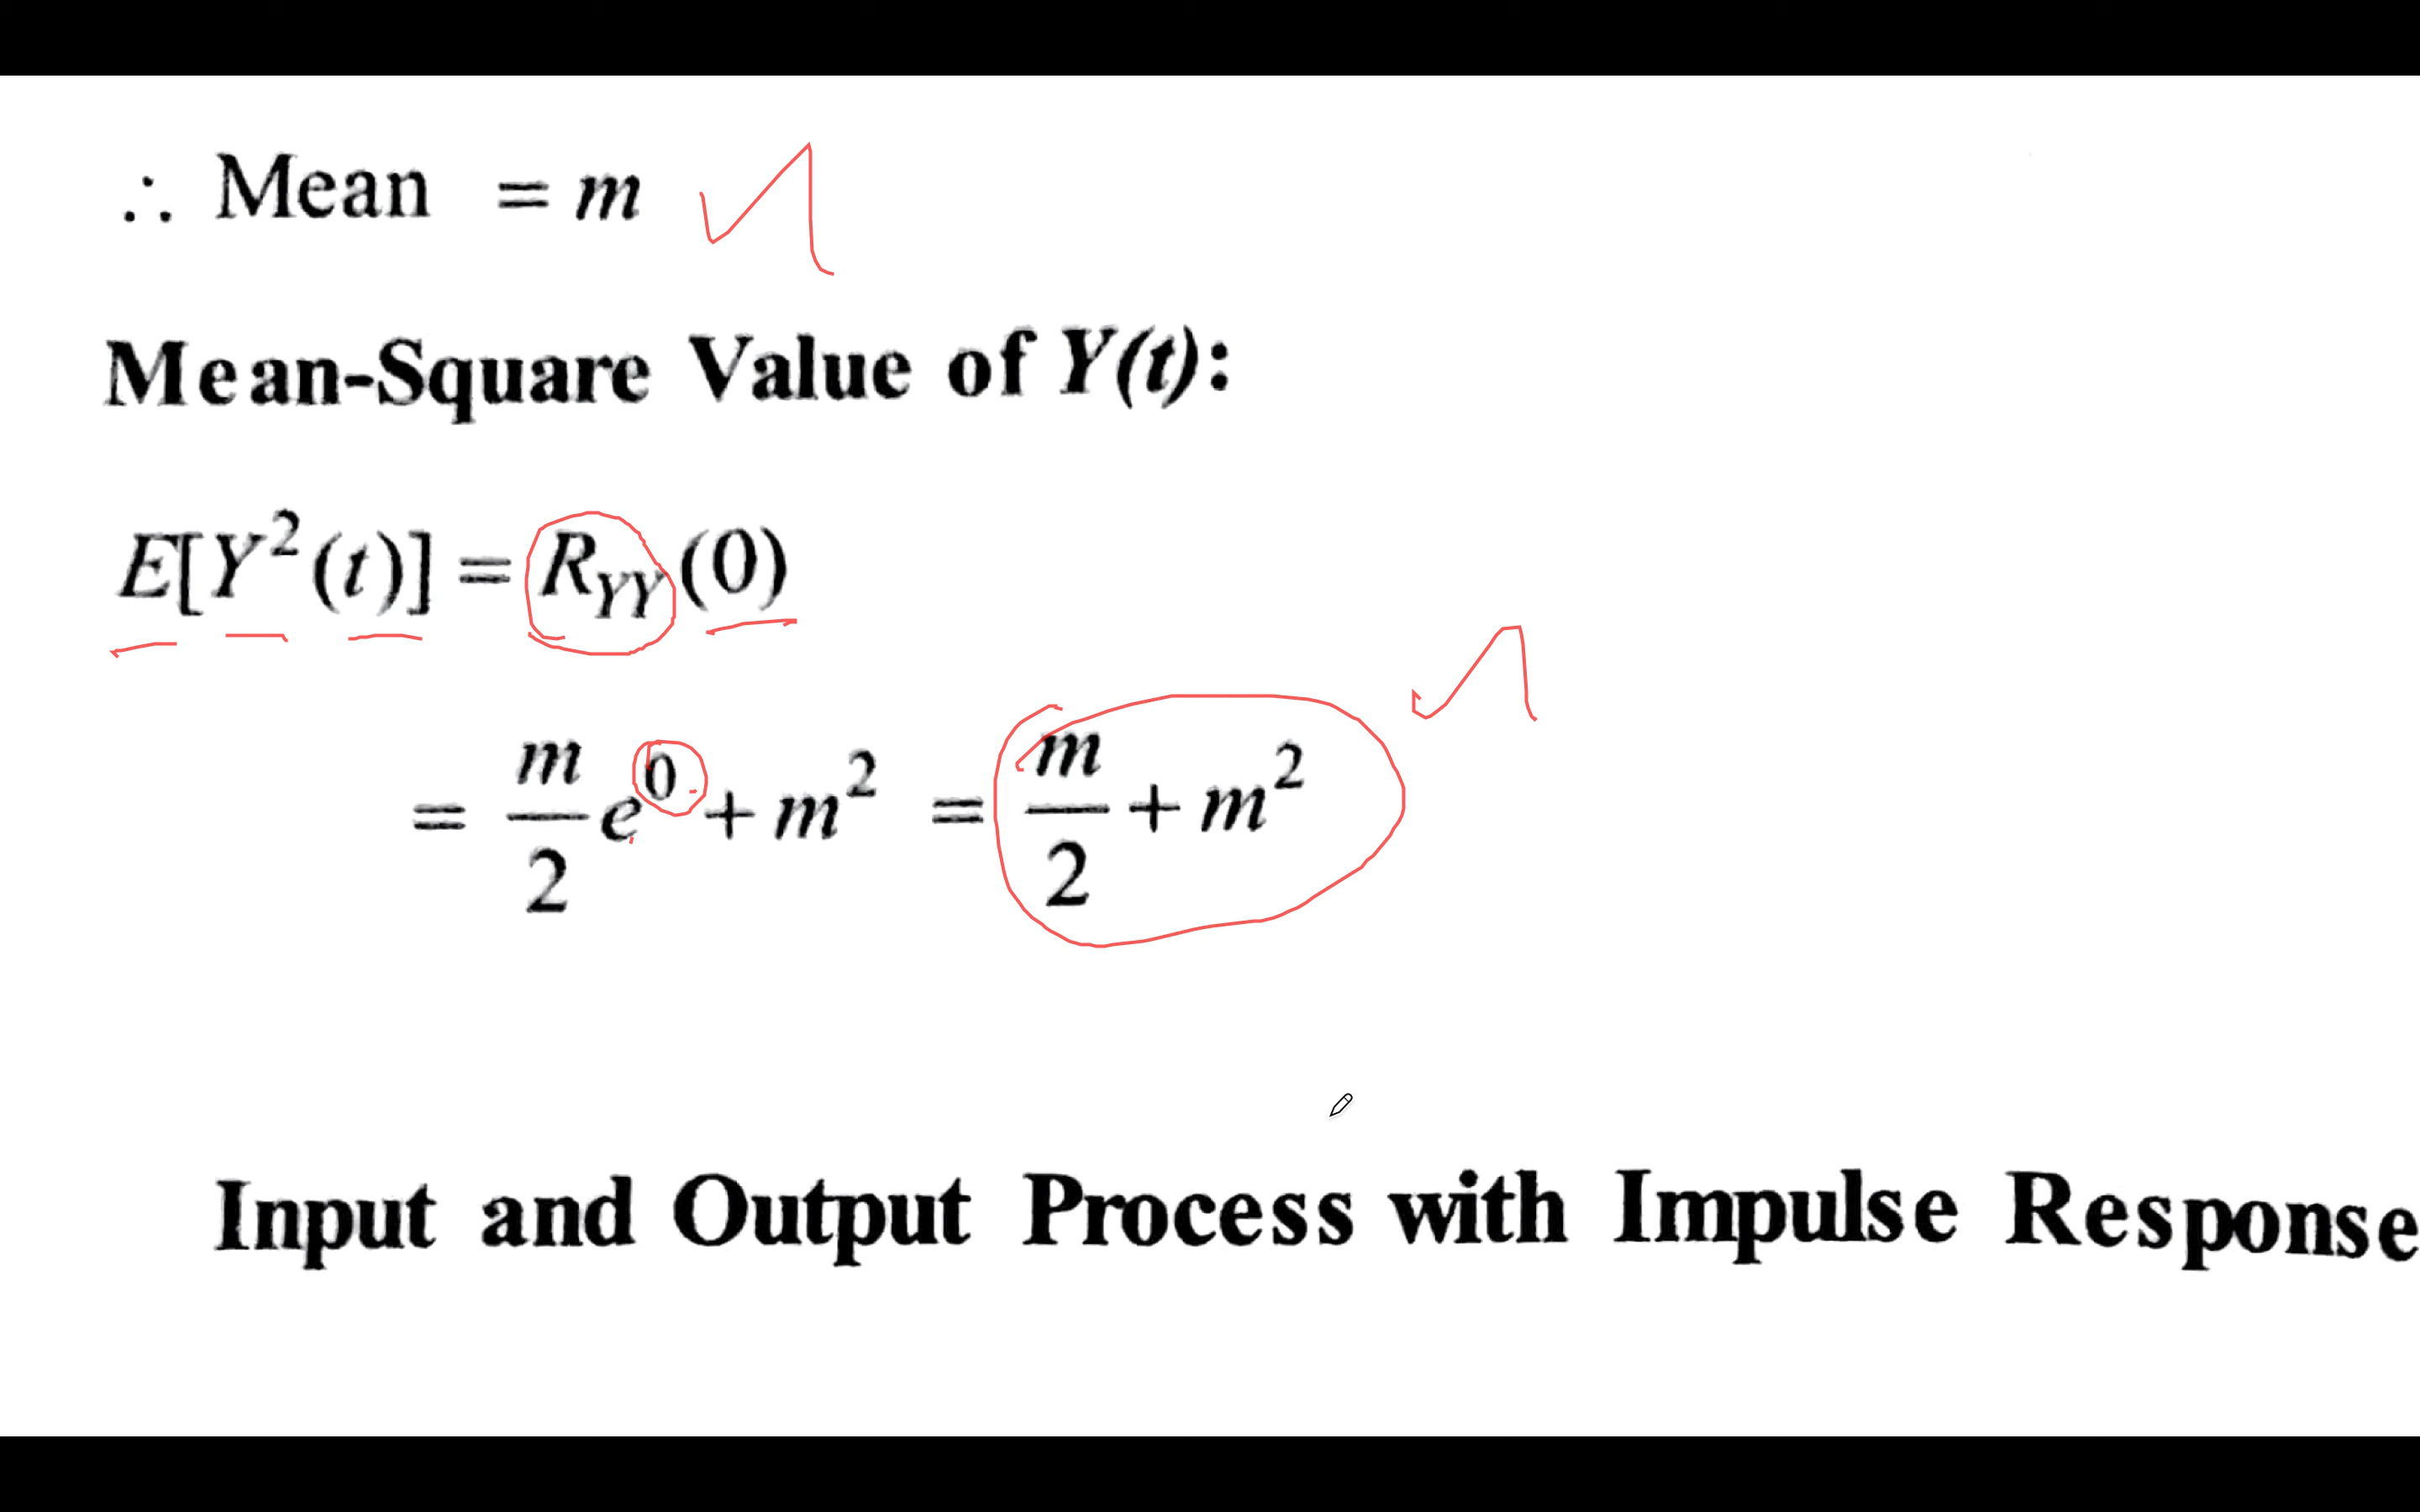 ∴ Mean = m
Mean-Square Value of Y(t):
E[Y²(t)] = R_YY(0)
= m/2 e⁰ + m² = m/2 + m²
Input and Output Process with Impulse Response